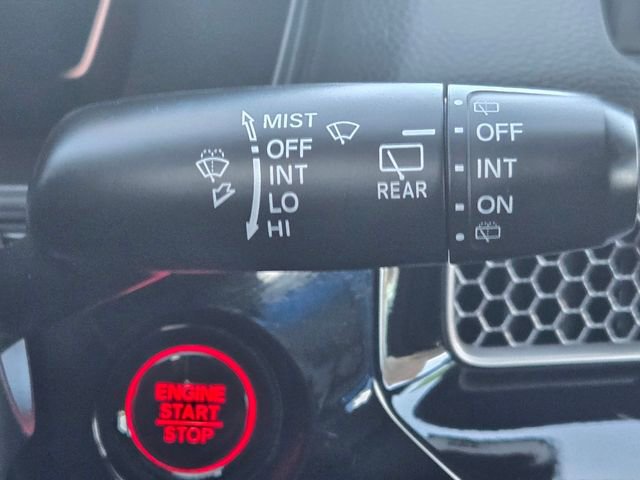 MIST
OFF
INT
LO
HI
REAR
OFF
INT
ON
ENGINE
START
STOP